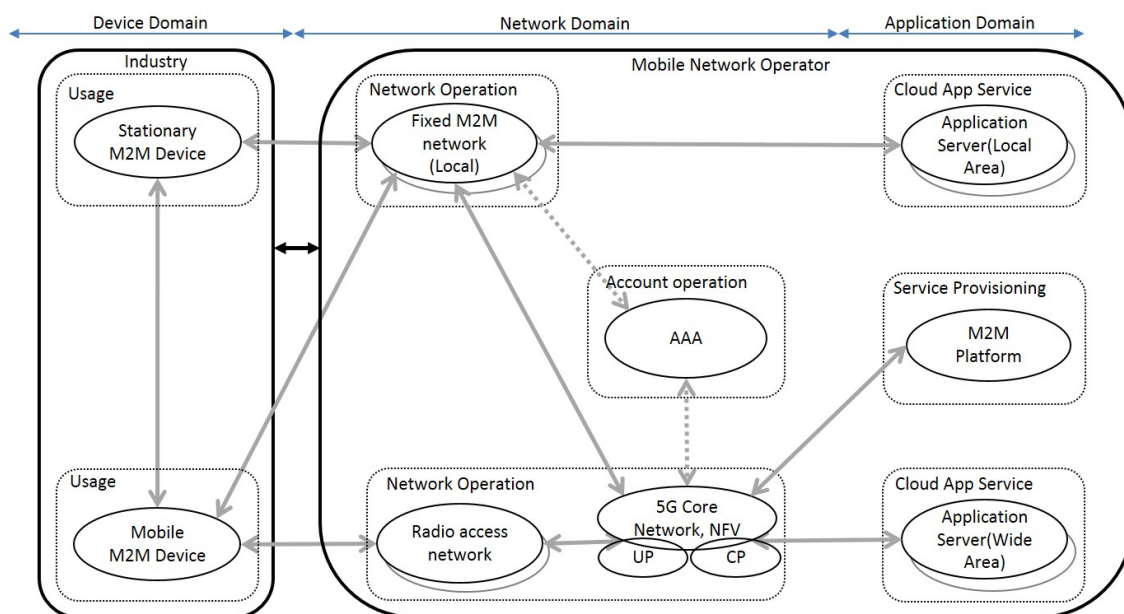 Device Domain
Network Domain
Application Domain
Industry
Mobile Network Operator
Usage
Stationary
M2M Device
Network Operation
Fixed M2M
network
(Local)
Cloud App Service
Application
Server(Local
Area)
Account operation
AAA
Service Provisioning
M2M
Platform
Usage
Mobile
M2M Device
Network Operation
Radio access
network
5G Core
Network, NFV
UP
CP
Cloud App Service
Application
Server(Wide
Area)